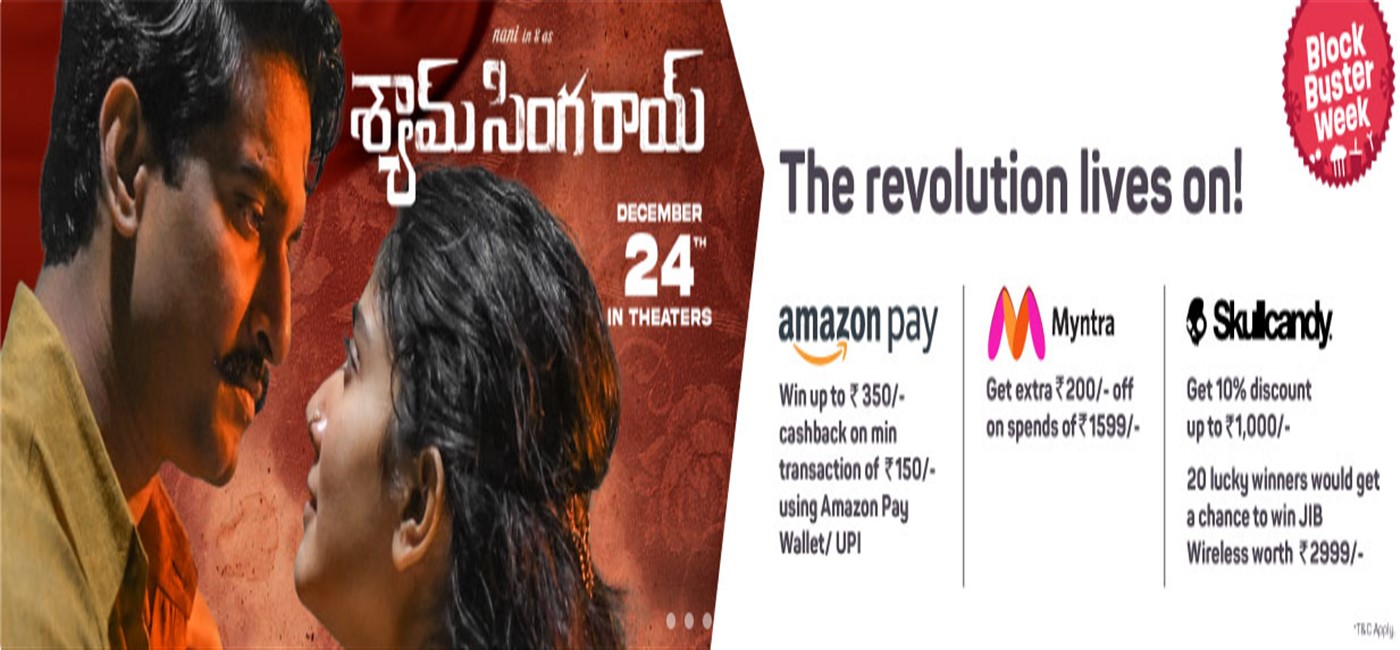 nani in & as
శ్యామ్ సింగ రాయ్
DECEMBER
24TH
IN THEATERS
Block
Buster
Week
The revolution lives on!
amazon pay
Win up to ₹ 350/-
cashback on min
transaction of ₹150/-
using Amazon Pay
Wallet/ UPI
Myntra
Get extra ₹200/- off
on spends of ₹1599/-
Skullcandy
Get 10% discount
up to ₹1,000/-
20 lucky winners would get
a chance to win JIB
Wireless worth ₹2999/-
*T&C Apply.